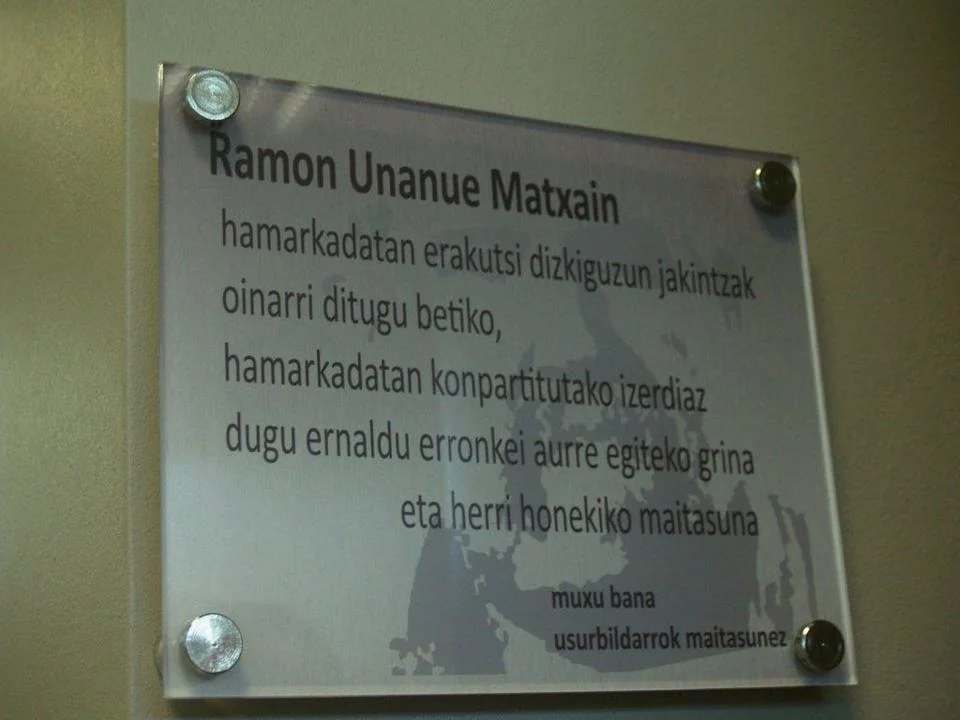 Ramon Unanue Matxain
hamarkadatan erakutsi dizkiguzun jakintzak
oinarri ditugu betiko,
hamarkadatan konpartitutako izerdiaz
dugu ernaldu erronkei aurre egiteko grina
eta herri honekiko maitasuna
muxu bana
usurbildarrok maitasunez